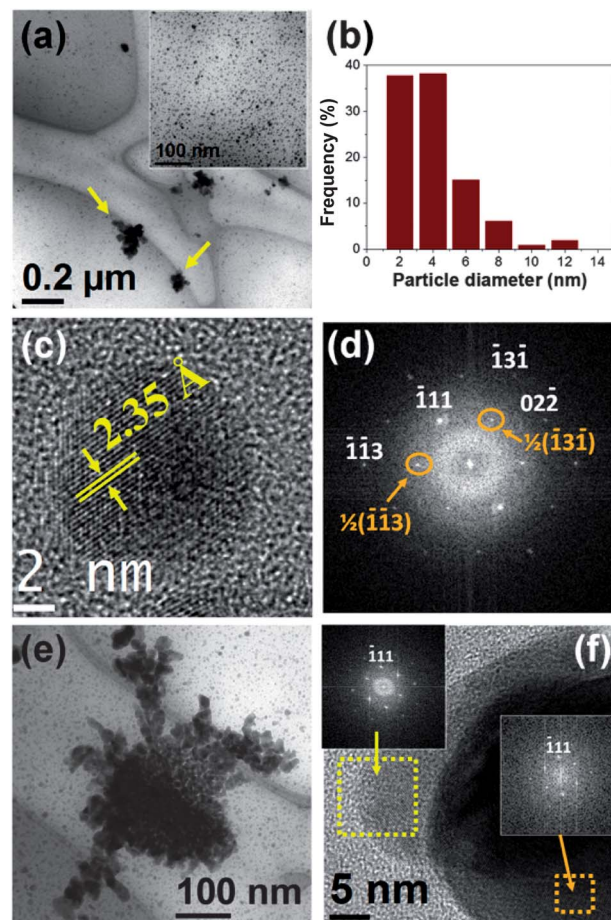 (a)
100 nm
0.2 µm
(b)
Frequency (%)
40
30
20
10
0
0 2 4 6 8 10 12 14
Particle diameter (nm)
(c)
2.35 Å
2 nm
(d)
1̄31̄
1̄11
022̄
1̄1̄3
½(1̄31̄)
½(1̄1̄3)
(e)
100 nm
(f)
1̄11
1̄11
5 nm